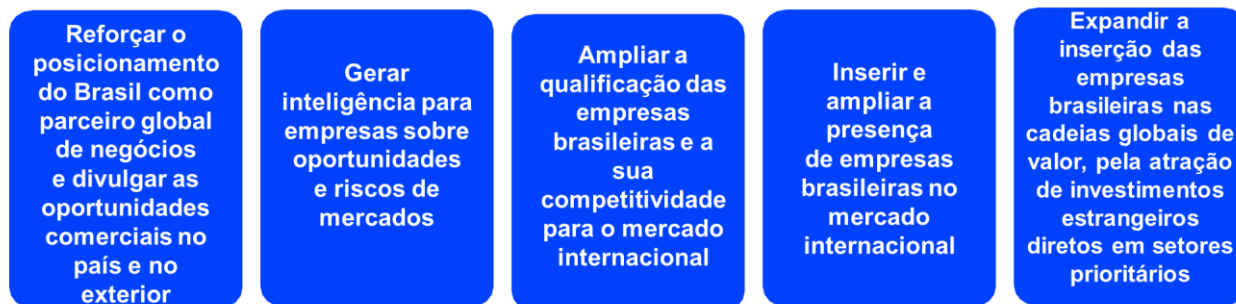 Reforçar o
posicionamento
do Brasil como
parceiro global
de negócios
e divulgar as
oportunidades
comerciais no
país e no
exterior
Gerar
inteligência para
empresas sobre
oportunidades
e riscos de
mercados
Ampliar a
qualificação das
empresas
brasileiras e a
sua
competitividade
para o mercado
internacional
Inserir e
ampliar a
presença
de empresas
brasileiras no
mercado
internacional
Expandir a
inserção das
empresas
brasileiras nas
cadeias globais de
valor, pela atração
de investimentos
estrangeiros
diretos em setores
prioritários